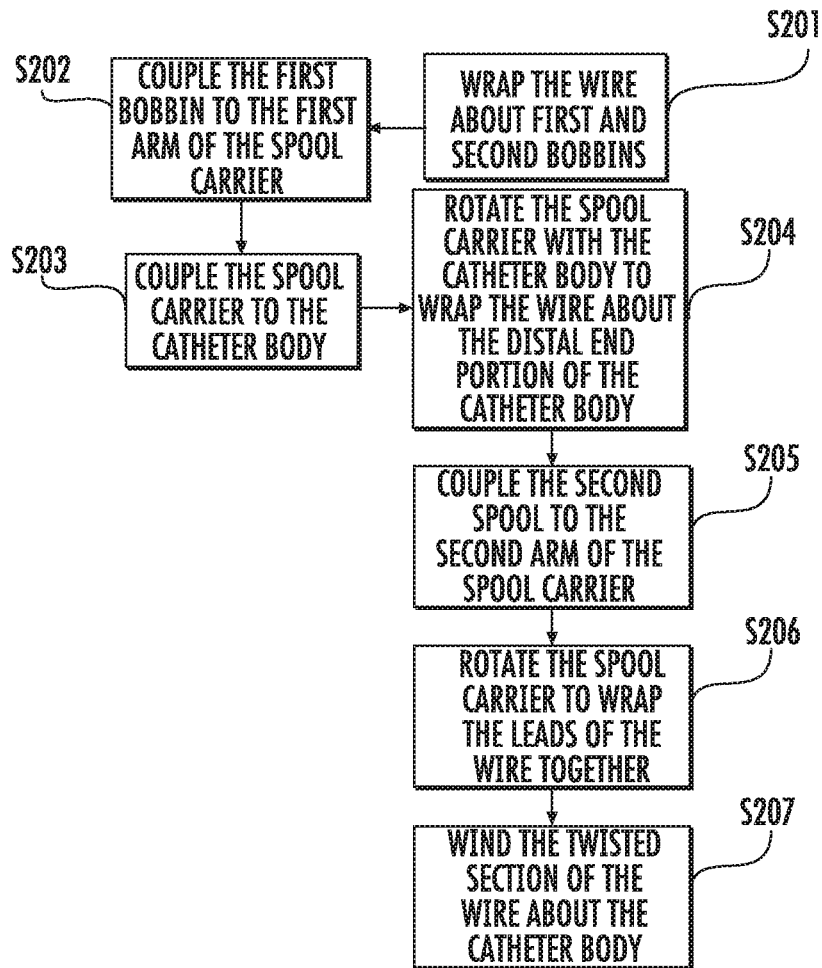 S201
WRAP THE WIRE
ABOUT FIRST AND
SECOND BOBBINS
S202
COUPLE THE FIRST
BOBBIN TO THE FIRST
ARM OF THE SPOOL
CARRIER
S203
COUPLE THE SPOOL
CARRIER TO THE
CATHETER BODY
S204
ROTATE THE SPOOL
CARRIER WITH THE
CATHETER BODY TO
WRAP THE WIRE ABOUT
THE DISTAL END
PORTION OF THE
CATHETER BODY
S205
COUPLE THE SECOND
SPOOL TO THE
SECOND ARM OF THE
SPOOL CARRIER
S206
ROTATE THE SPOOL
CARRIER TO WRAP
THE LEADS OF THE
WIRE TOGETHER
S207
WIND THE TWISTED
SECTION OF THE
WIRE ABOUT THE
CATHETER BODY